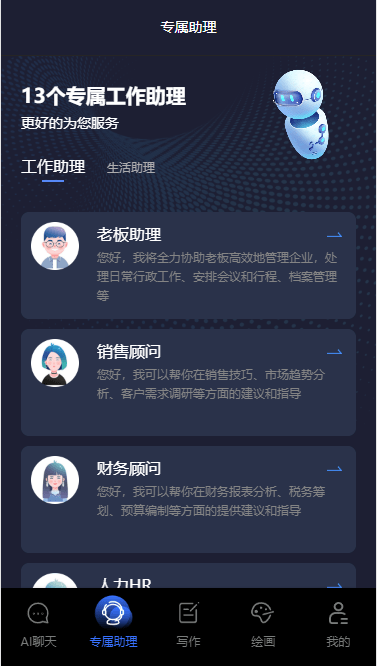 专属助理
13个专属工作助理
更好的为您服务
工作助理 生活助理
老板助理
您好，我将全力协助老板高效地管理企业，处
理日常行政工作、安排会议和行程、档案管理
等
销售顾问
您好，我可以帮你在销售技巧、市场趋势分
析、客户需求调研等方面的建议和指导
财务顾问
您好，我可以帮你在财务报表分析、税务筹
划、预算编制等方面的提供建议和指导
人力HR
AI聊天 专属助理 写作 绘画 我的